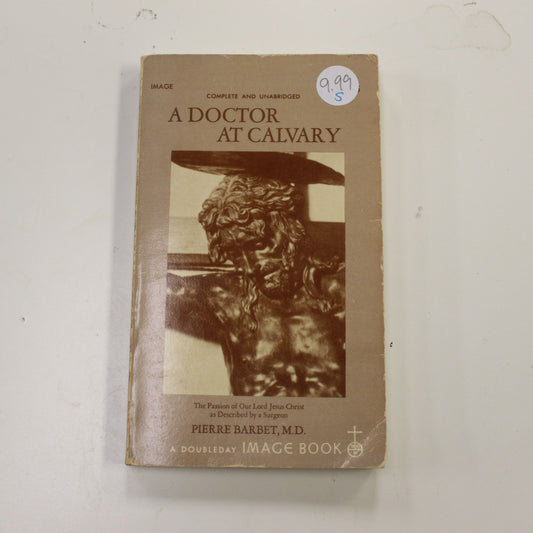 IMAGE
COMPLETE AND UNABRIDGED
9.99
S
A DOCTOR
AT CALVARY
The Passion of Our Lord Jesus Christ
as Described by a Surgeon
PIERRE BARBET, M.D.
A DOUBLEDAY IMAGE BOOK